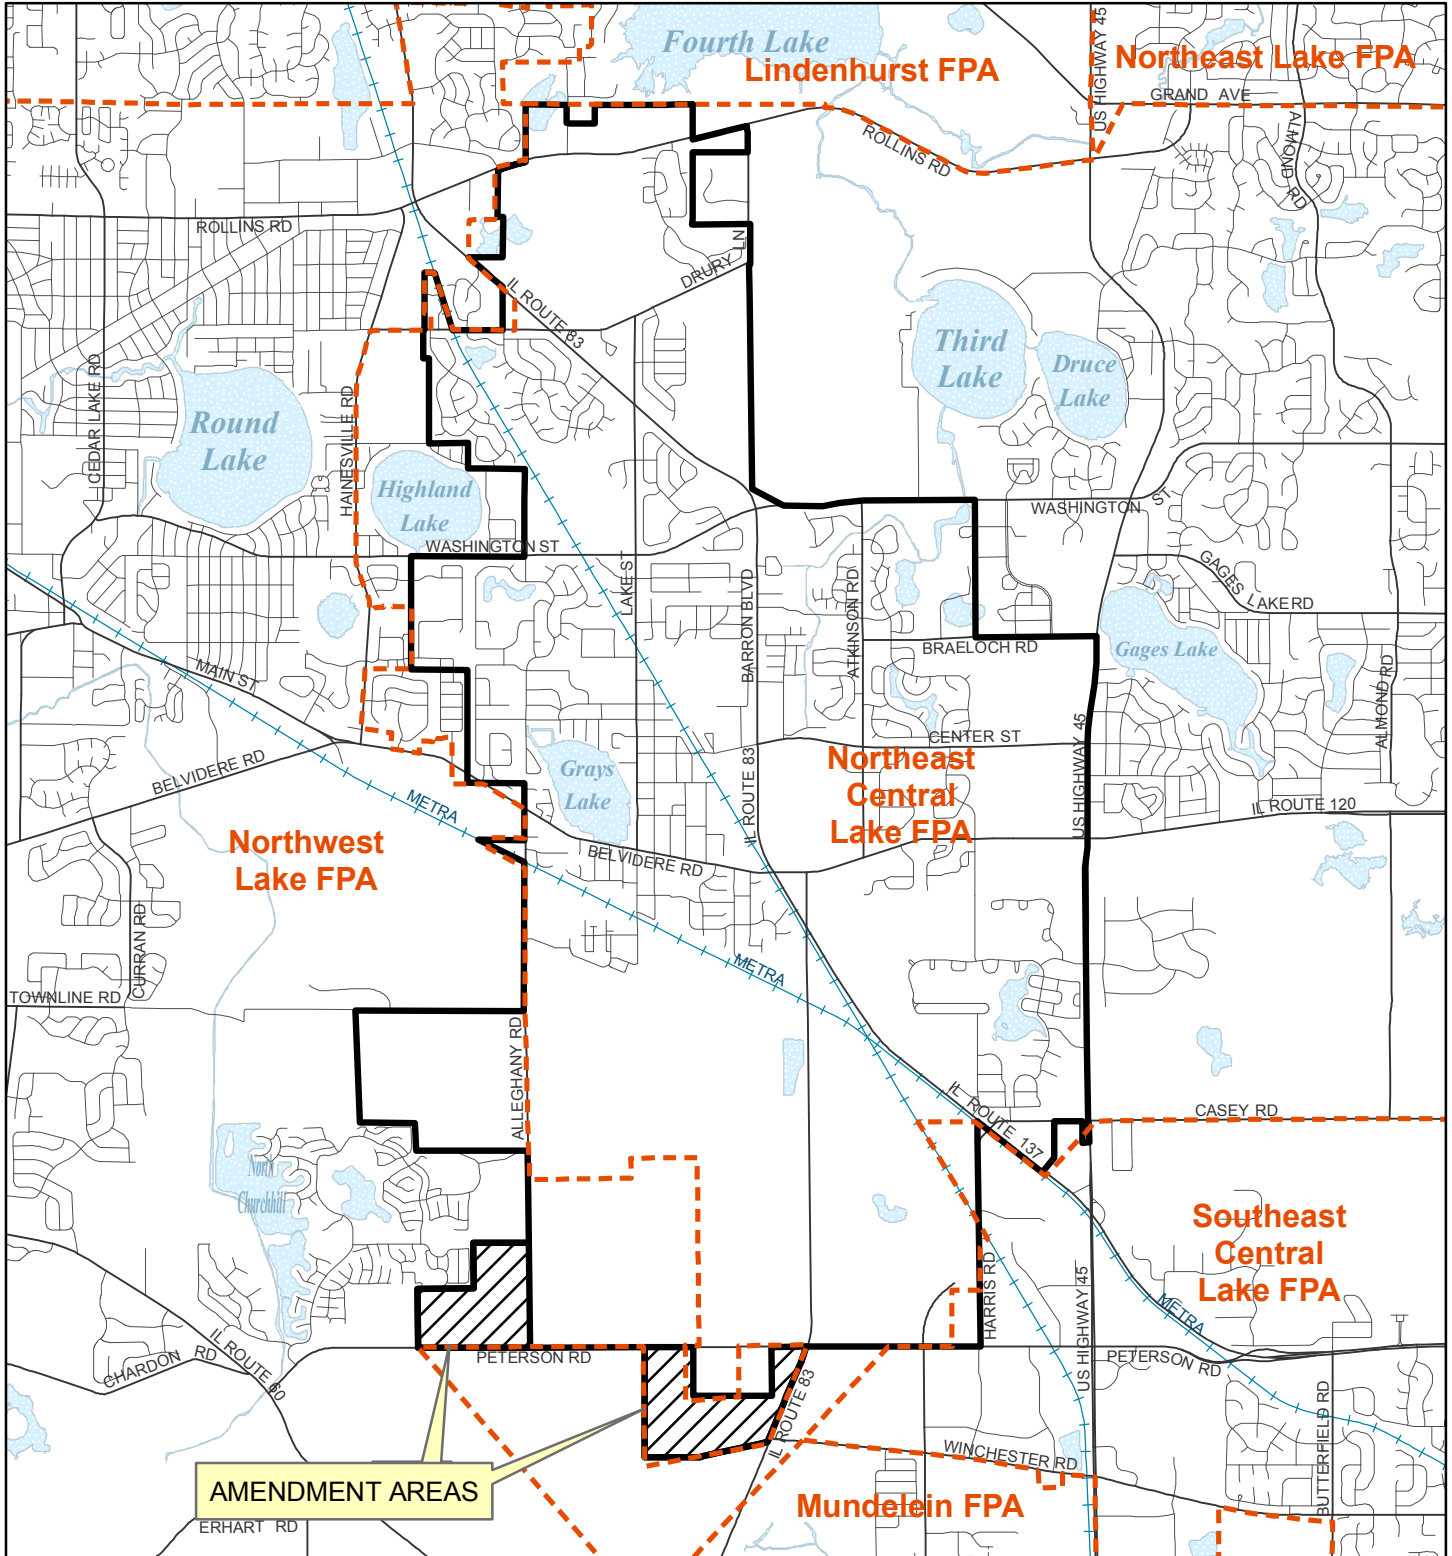 Fourth Lake
Lindenhurst FPA
US HIGHWAY 45
Northeast Lake FPA
GRAND AVE
ROLLINS RD
ALMOND RD
ROLLINS RD
DRURY LN
IL ROUTE 83
Third
Lake
Druce
Lake
CEDAR LAKE RD
Round
Lake
HAINESVILLE RD
Highland
Lake
WASHINGTON ST
WASHINGTON ST
LAKE ST
BARRON BLVD
ATKINSON RD
GAGES LAKE RD
BRAELOCH RD
Gages Lake
MAIN ST
ALMOND RD
CENTER ST
US HIGHWAY 45
BELVIDERE RD
Grays
Lake
IL ROUTE 83
Northeast
Central
Lake FPA
METRA
IL ROUTE 120
Northwest
Lake FPA
BELVIDERE RD
CURRAN RD
METRA
TOWNLINE RD
ALLEGHANY RD
IL ROUTE 137
CASEY RD
North
Churchhill
Southeast
Central
Lake FPA
HARRIS RD
US HIGHWAY 45
METRA
IL ROUTE 60
CHARDON RD
PETERSON RD
PETERSON RD
IL ROUTE 83
BUTTERFIELD RD
WINCHESTER RD
AMENDMENT AREAS
Mundelein FPA
ERHART RD